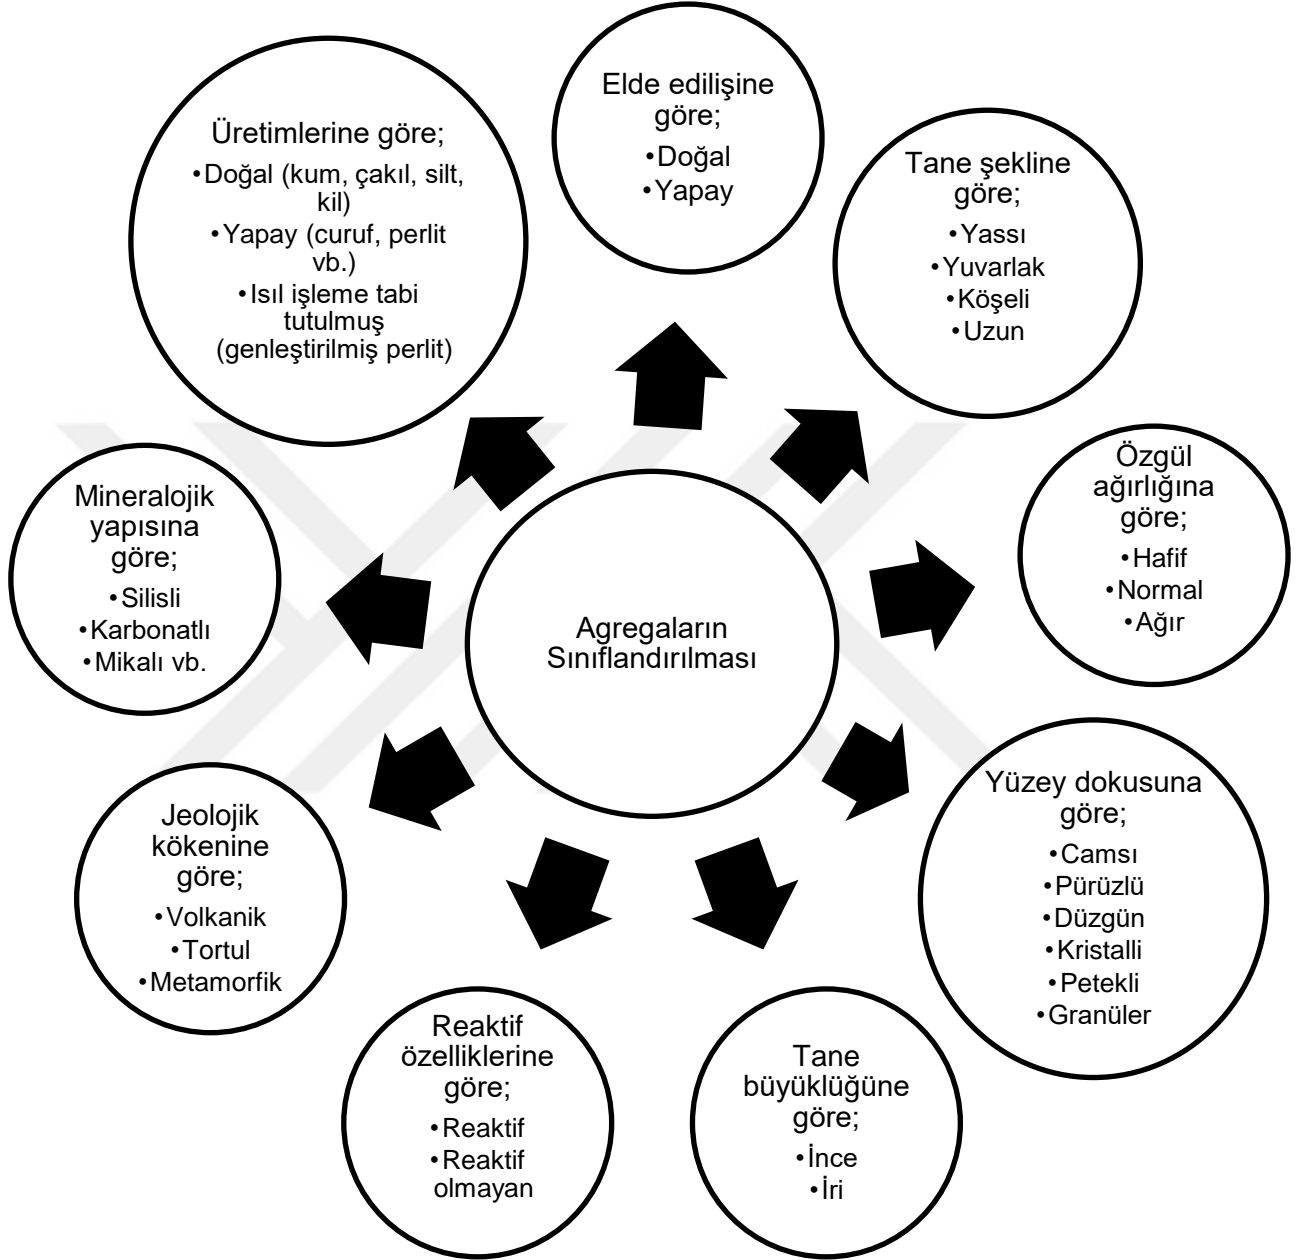 Elde edilişine
göre;
•Doğal
•Yapay
Tane şekline
göre;
•Yassı
•Yuvarlak
•Köşeli
•Uzun
Özgül
ağırlığına
göre;
•Hafif
•Normal
•Ağır
Yüzey dokusuna
göre;
•Camsı
•Pürüzlü
•Düzgün
•Kristalli
•Petekli
•Granüler
Tane
büyüklüğüne
göre;
•İnce
•İri
Reaktif
özelliklerine
göre;
•Reaktif
•Reaktif
olmayan
Jeolojik
kökenine
göre;
•Volkanik
•Tortul
•Metamorfik
Mineralojik
yapısına
göre;
•Silisli
•Karbonatlı
•Mikalı vb.
Üretimlerine göre;
•Doğal (kum, çakıl, silt,
kil)
•Yapay (curuf, perlit
vb.)
•Isıl işleme tabi
tutulmuş
(genleştirilmiş perlit)
Agregaların
Sınıflandırılması